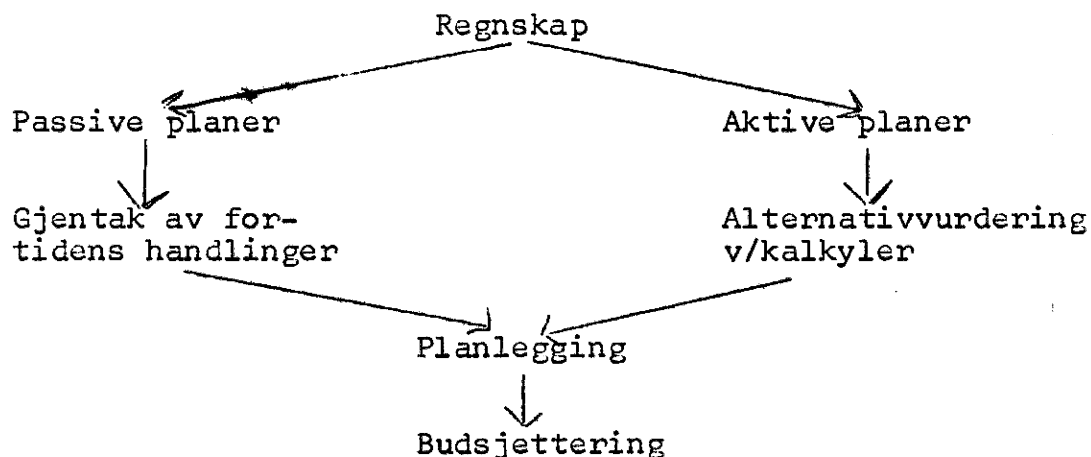 Regnskap
Passive planer
Aktive planer
Gjentak av for-
tidens handlinger
Alternativvurdering
v/kalkyler
Planlegging
Budsjettering